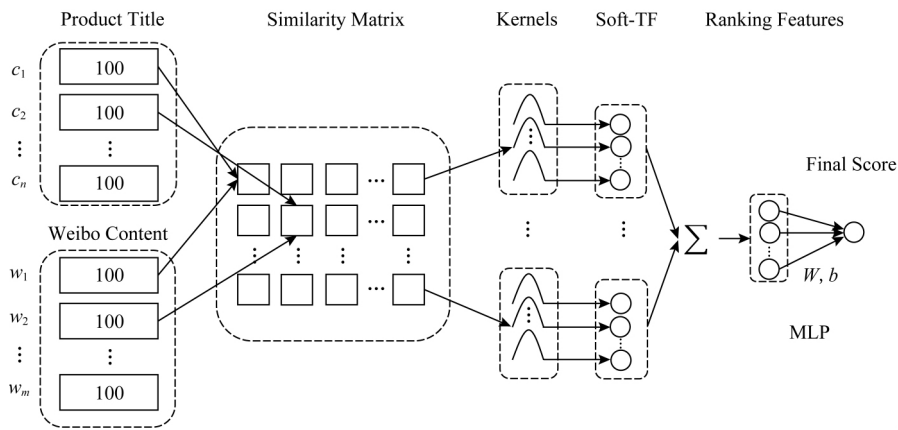 Product Title
Similarity Matrix
Kernels
Soft-TF
Ranking Features
c1
100
c2
100
⋮
⋮
cn
100
...
...
⋮
⋮
⋮
⋮
...
⋮
⋮
⋮
Σ
Final Score
W, b
MLP
Weibo Content
w1
100
w2
100
⋮
⋮
wm
100